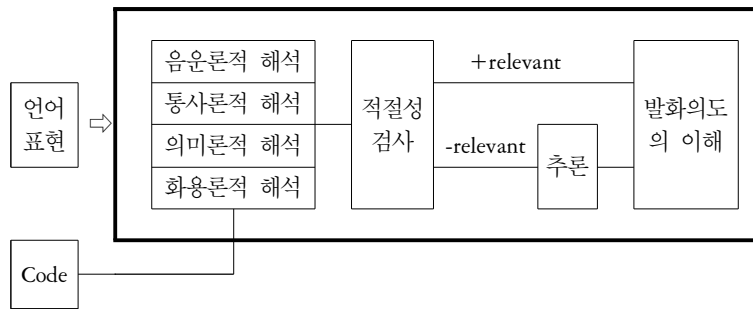 언어
표현
⇨
음운론적 해석
통사론적 해석
의미론적 해석
화용론적 해석
적절성
검사
+relevant
-relevant
추론
발화의도
의 이해
Code